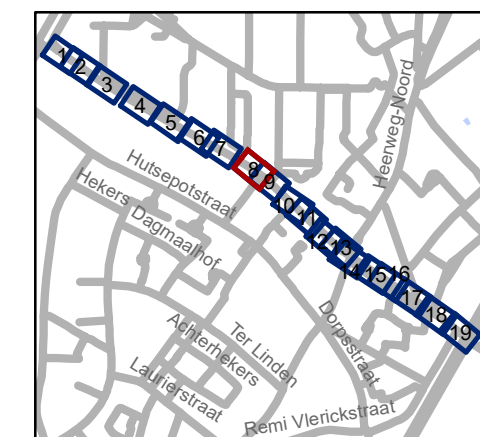 1
2
3
4
5
6
7
8
9
10
11
12
13
14
15
16
17
18
19
Heerweg-Noord
Hutsepotstraat
Hekers Dagmaalhof
Achterhekers
Ter Linden
Dorpsstraat
Laurierstraat
Remi Vlerickstraat